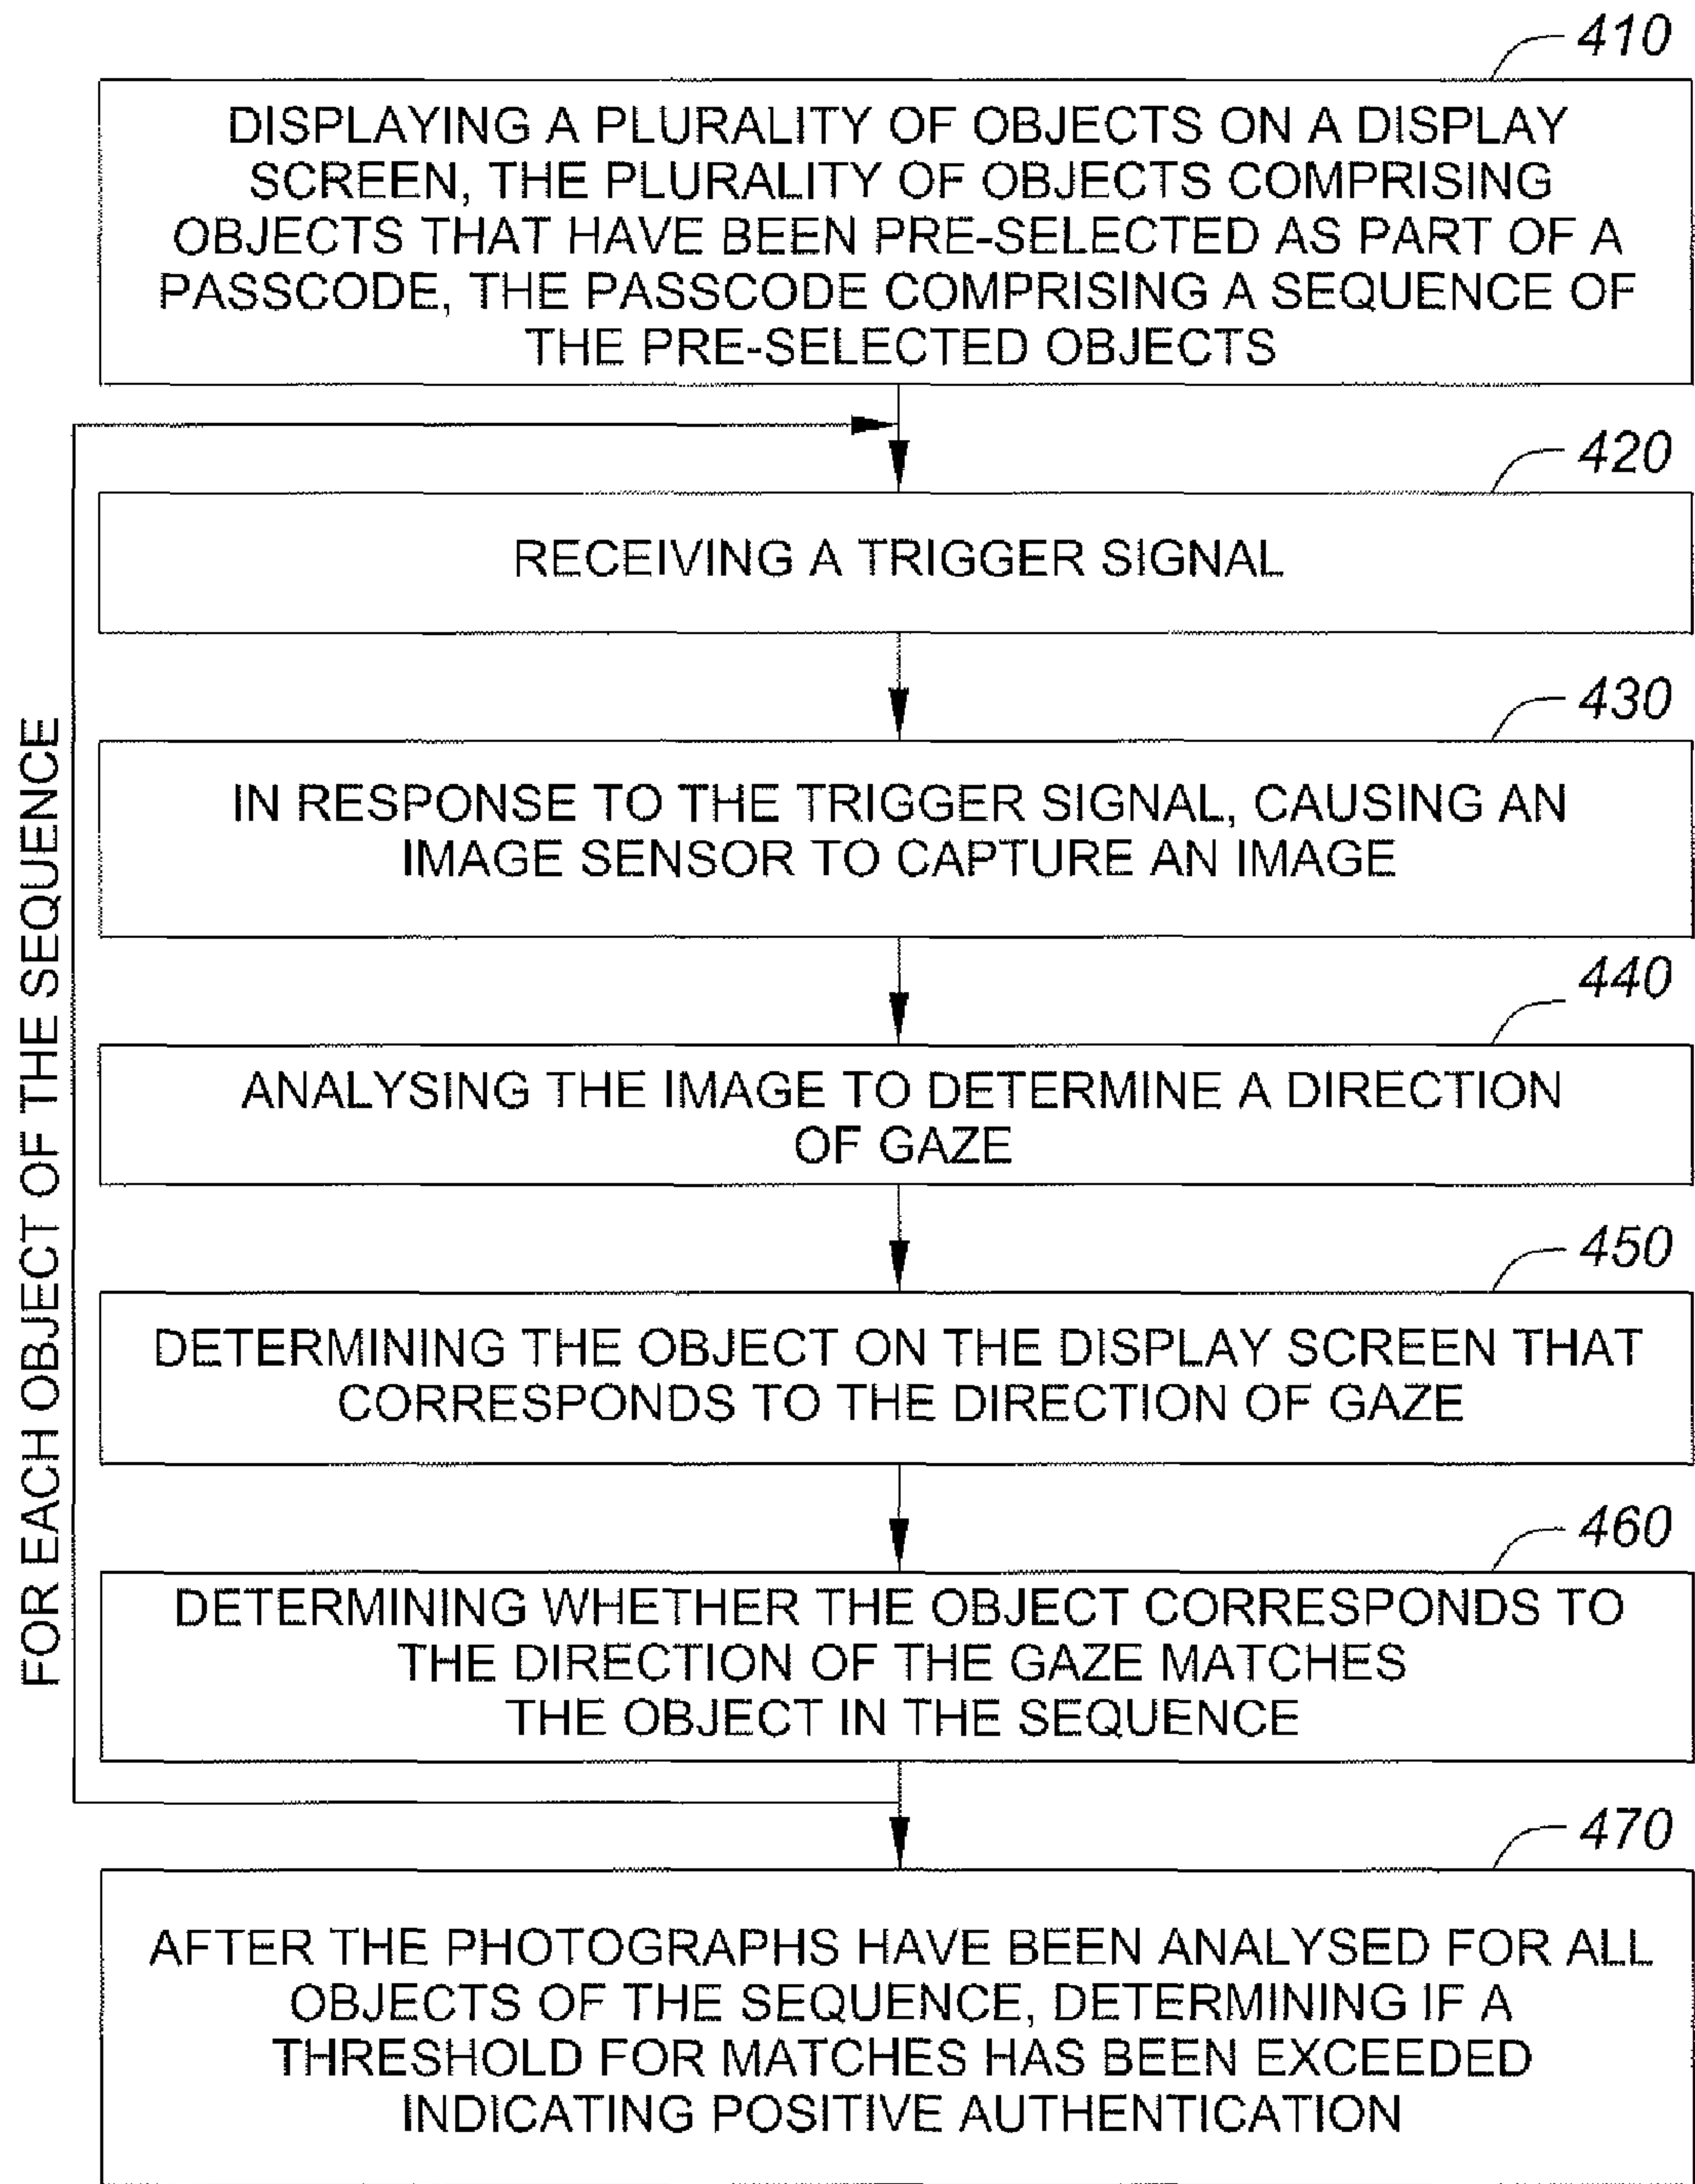 410
DISPLAYING A PLURALITY OF OBJECTS ON A DISPLAY
SCREEN, THE PLURALITY OF OBJECTS COMPRISING
OBJECTS THAT HAVE BEEN PRE-SELECTED AS PART OF A
PASSCODE, THE PASSCODE COMPRISING A SEQUENCE OF
THE PRE-SELECTED OBJECTS
FOR EACH OBJECT OF THE SEQUENCE
420
RECEIVING A TRIGGER SIGNAL
430
IN RESPONSE TO THE TRIGGER SIGNAL, CAUSING AN
IMAGE SENSOR TO CAPTURE AN IMAGE
440
ANALYSING THE IMAGE TO DETERMINE A DIRECTION
OF GAZE
450
DETERMINING THE OBJECT ON THE DISPLAY SCREEN THAT
CORRESPONDS TO THE DIRECTION OF GAZE
460
DETERMINING WHETHER THE OBJECT CORRESPONDS TO
THE DIRECTION OF THE GAZE MATCHES
THE OBJECT IN THE SEQUENCE
470
AFTER THE PHOTOGRAPHS HAVE BEEN ANALYSED FOR ALL
OBJECTS OF THE SEQUENCE, DETERMINING IF A
THRESHOLD FOR MATCHES HAS BEEN EXCEEDED
INDICATING POSITIVE AUTHENTICATION